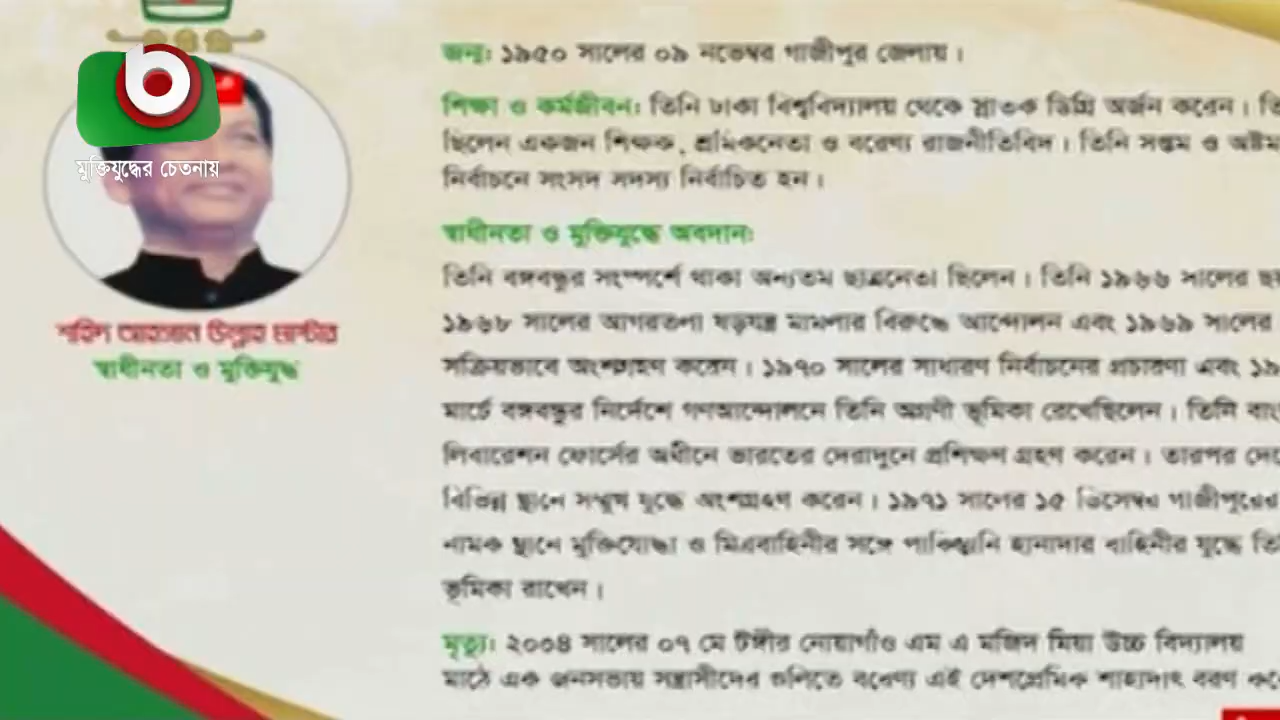 মুক্তিযুদ্ধের চেতনায়
শহিদ আহসান উল্লাহ মাস্টার
স্বাধীনতা ও মুক্তিযুদ্ধ
জন্ম: ১৯৫০ সালের ০৯ নভেম্বর গাজীপুর জেলায়।
শিক্ষা ও কর্মজীবন: তিনি ঢাকা বিশ্ববিদ্যালয় থেকে স্নাতক ডিগ্রি অর্জন করেন।
ছিলেন একজন শিক্ষক, শ্রমিকনেতা ও বরেণ্য রাজনীতিবিদ। তিনি সপ্তম ও অষ্টম
নির্বাচনে সংসদ সদস্য নির্বাচিত হন।
স্বাধীনতা ও মুক্তিযুদ্ধে অবদান:
তিনি বঙ্গবন্ধুর সংস্পর্শে থাকা অন্যতম ছাত্রনেতা ছিলেন। তিনি ১৯৬৬ সালের
১৯৬৮ সালের আগরতলা ষড়যন্ত্র মামলার বিরুদ্ধে আন্দোলন এবং ১৯৬৯ সালের
সক্রিয়ভাবে অংশগ্রহণ করেন। ১৯৭০ সালের সাধারণ নির্বাচনের প্রচারণা এবং ১৯
মার্চে বঙ্গবন্ধুর নির্দেশে গণআন্দোলনে তিনি অগ্রণী ভূমিকা রেখেছিলেন। তিনি
লিবারেশন ফোর্সের অধীনে ভারতের দেরাদুনে প্রশিক্ষণ গ্রহণ করেন। তারপর
বিভিন্ন স্থানে সম্মুখ যুদ্ধে অংশগ্রহণ করেন। ১৯৭১ সালের ১৫ ডিসেম্বর গাজীপুরের
নামক স্থানে মুক্তিযোদ্ধা ও মিত্রবাহিনীর সঙ্গে পাকিস্তানি হানাদার বাহিনীর যুদ্ধে
ভূমিকা রাখেন।
মৃত্যু: ২০০৪ সালের ০৭ মে টঙ্গীর নোয়াগাঁও এম এ মজিদ মিয়া উচ্চ বিদ্যালয়
মাঠে এক জনসভায় সন্ত্রাসীদের গুলিতে বরেণ্য এই দেশপ্রেমিক শাহাদাৎ বরণ